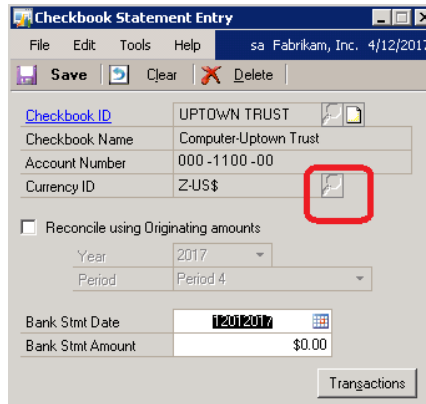 Checkbook Statement Entry
File Edit Tools Help sa Fabrikam, Inc. 4/12/2017
Save Clear Delete
Checkbook ID UPTOWN TRUST
Checkbook Name Computer-Uptown Trust
Account Number 000 -1100 -00
Currency ID Z-US$
Reconcile using Originating amounts
Year 2017
Period Period 4
Bank Stmt Date 12012017
Bank Stmt Amount $0.00
Transactions